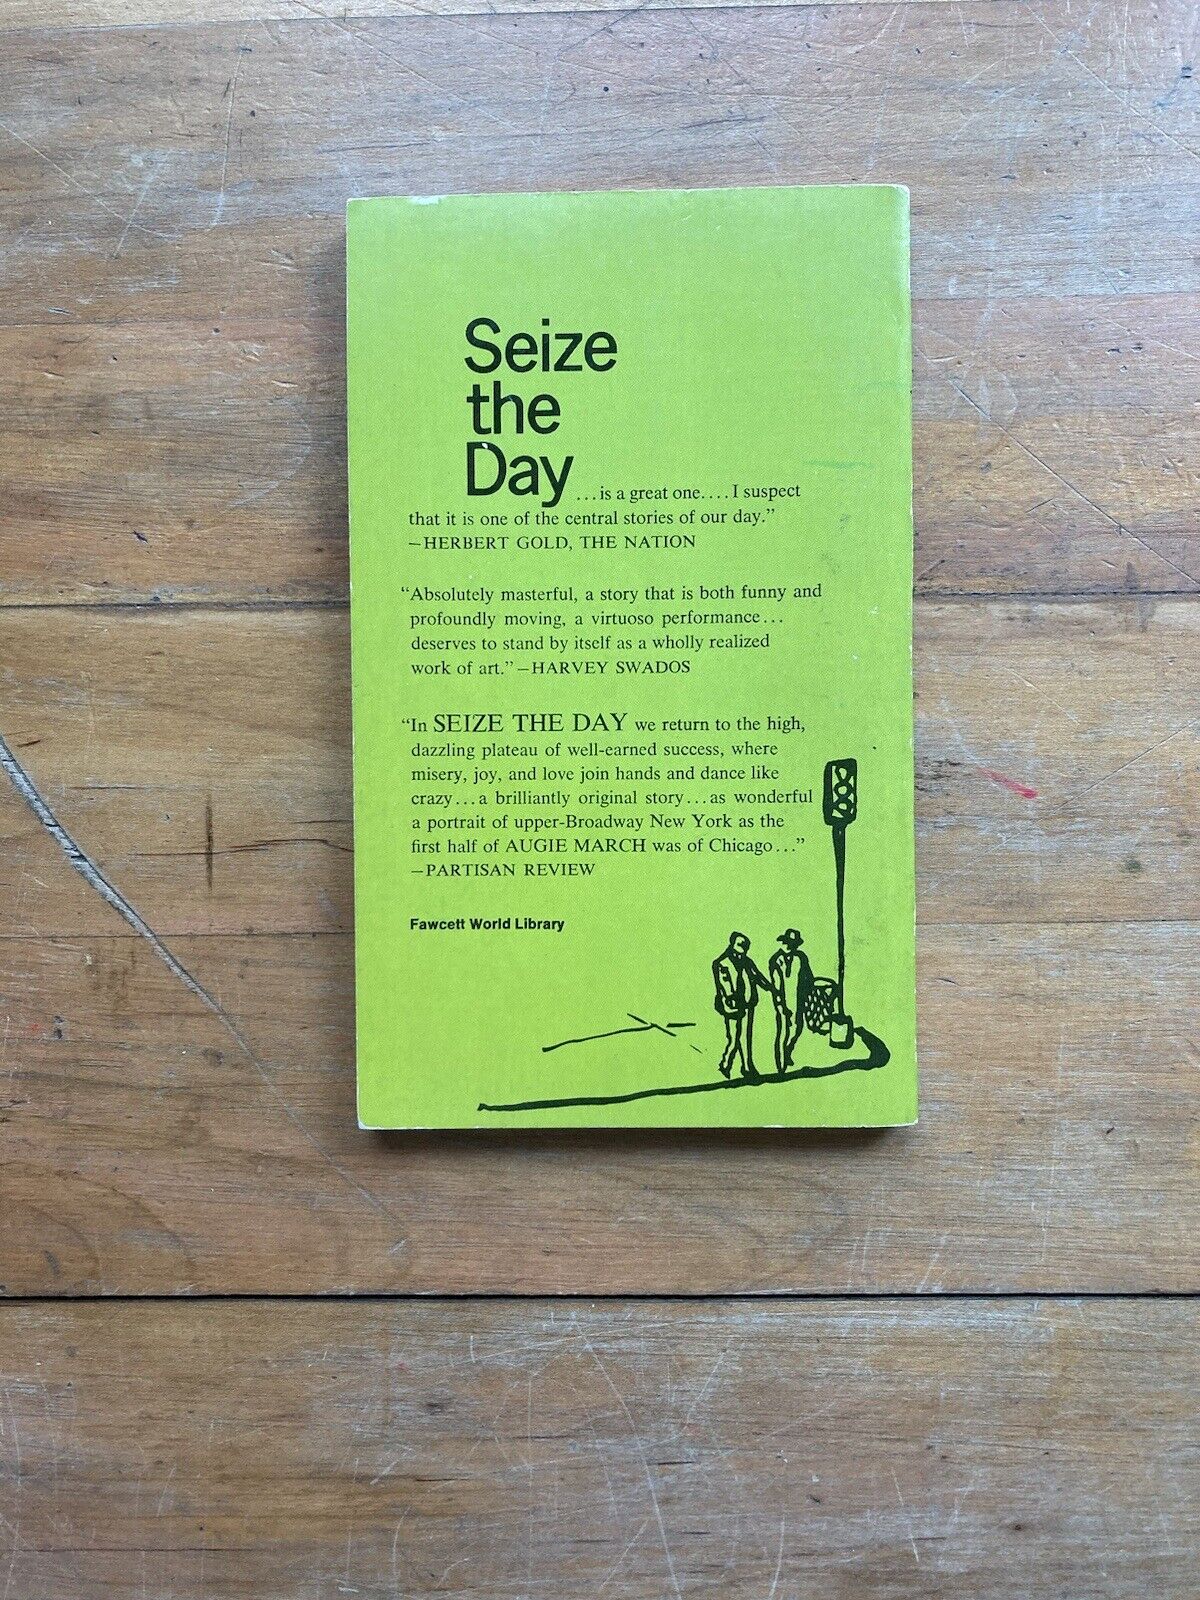 Seize
the
Day ...is a great one....I suspect
that it is one of the central stories of our day.”
—HERBERT GOLD, THE NATION
“Absolutely masterful, a story that is both funny and
profoundly moving, a virtuoso performance...
deserves to stand by itself as a wholly realized
work of art.”—HARVEY SWADOS
“In SEIZE THE DAY we return to the high,
dazzling plateau of well-earned success, where
misery, joy, and love join hands and dance like
crazy...a brilliantly original story...as wonderful
a portrait of upper-Broadway New York as the
first half of AUGIE MARCH was of Chicago...”
—PARTISAN REVIEW
Fawcett World Library